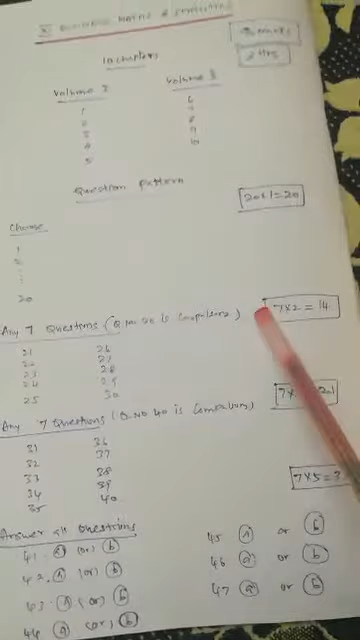 BUSINESS MATHS & STATISTICS
10 chapters
Volume I Volume II
1 6
2 7
3 8
4 9
5 10
Question pattern
20×1=20
Choose
1
2
20
Any 7 Questions (Q.No 30 is compulsory) 7×2=14
21 26
22 27
23 28
24 29
25 30
Any 7 Questions (Q.No 40 is compulsory) 7×
31 36
32 37
33 38
34 39
35 40
7×5=3
Answer all Questions
41. a (or) b 45 a or b
42. a (or) b 46 a or b
43. a (or) b 47 a or b
44. a (or) b